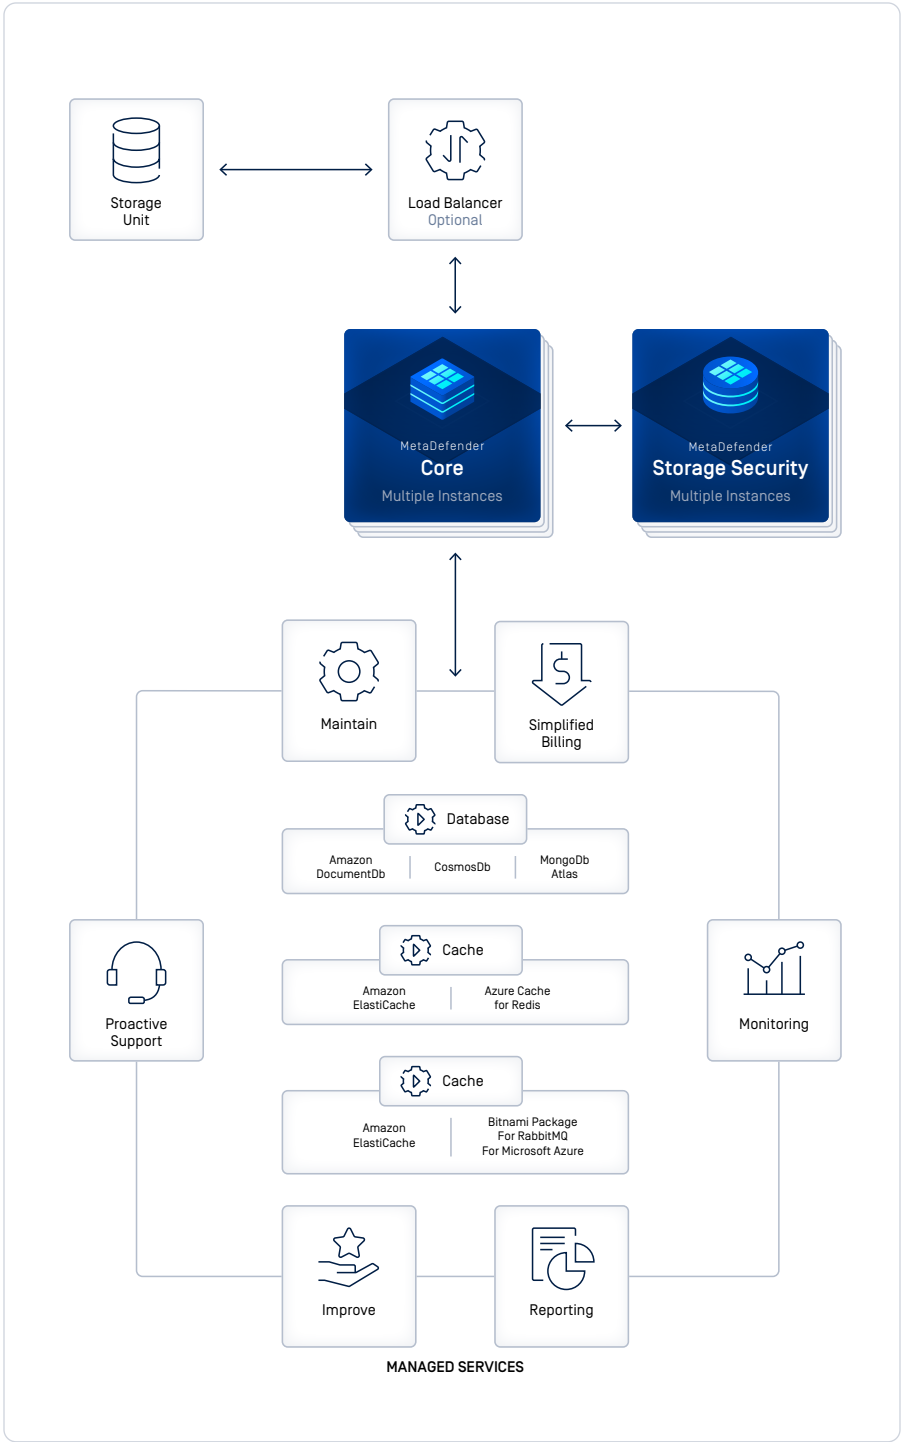 Storage
Unit
Load Balancer
Optional
MetaDefender
Core
Multiple Instances
MetaDefender
Storage Security
Multiple Instances
Maintain
Simplified
Billing
Database
Amazon
DocumentDb
CosmosDb
MongoDb
Atlas
Cache
Amazon
ElastiCache
Azure Cache
for Redis
Proactive
Support
Monitoring
Cache
Amazon
ElastiCache
Bitnami Package
For RabbitMQ
For Microsoft Azure
Improve
Reporting
MANAGED SERVICES